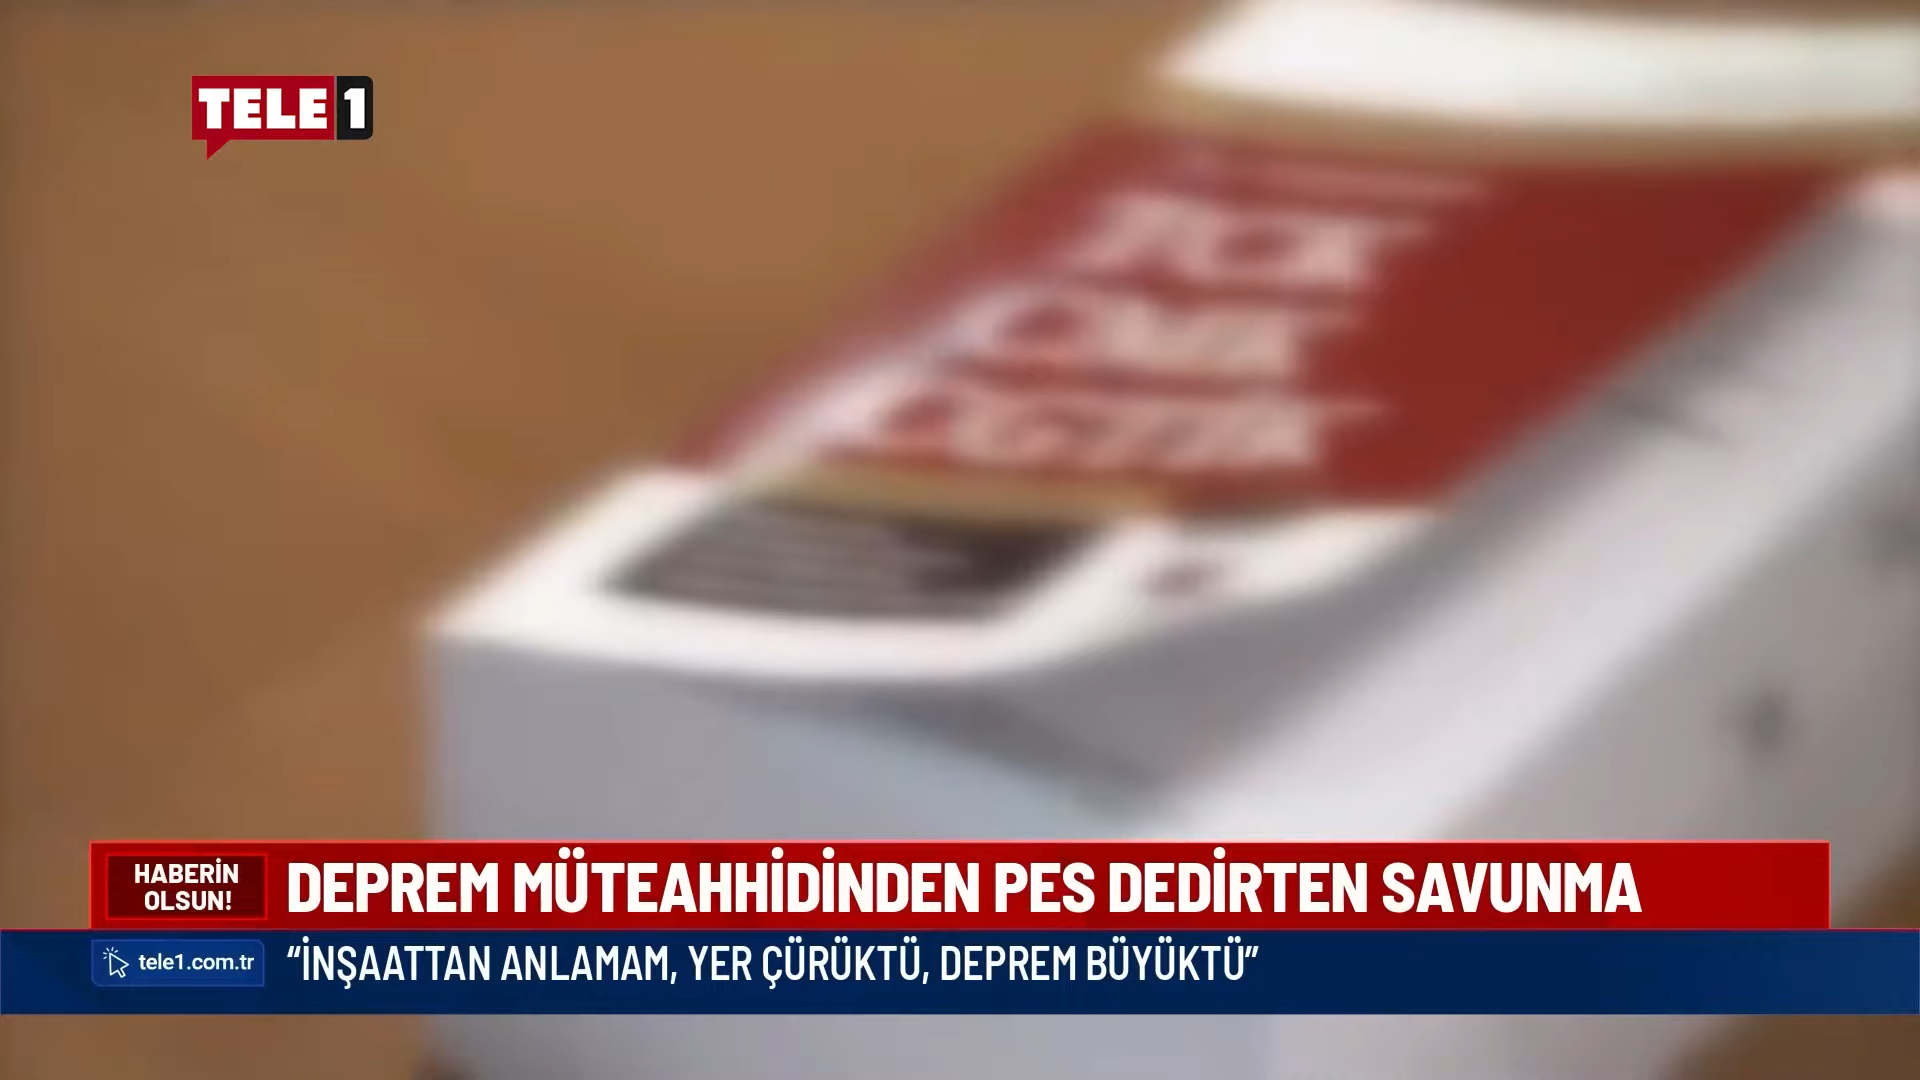 TELE1
HABERİN
OLSUN!
DEPREM MÜTEAHHİDİNDEN PES DEDİRTEN SAVUNMA
tele1.com.tr
“İNŞAATTAN ANLAMAM, YER ÇÜRÜKTÜ, DEPREM BÜYÜKTÜ”